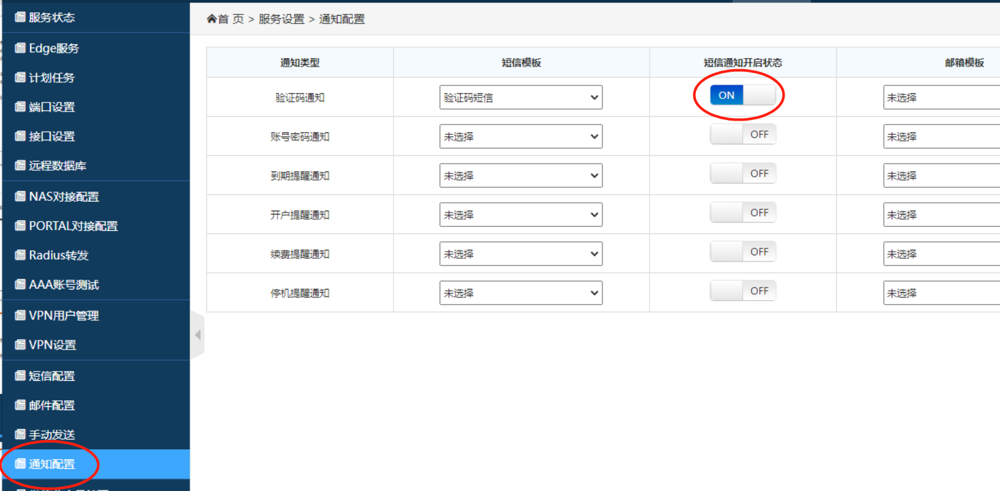 服务状态
Edge服务
计划任务
端口设置
接口设置
远程数据库
NAS对接配置
PORTAL对接配置
Radius转发
AAA账号测试
VPN用户管理
VPN设置
短信配置
邮件配置
手动发送
通知配置
首 页 > 服务设置 > 通知配置
通知类型 短信模板 短信通知开启状态 邮箱模板
验证码通知 验证码短信 ON 未选择
账号密码通知 未选择 OFF 未选择
到期提醒通知 未选择 OFF 未选择
开户提醒通知 未选择 OFF 未选择
续费提醒通知 未选择 OFF 未选择
停机提醒通知 未选择 OFF 未选择